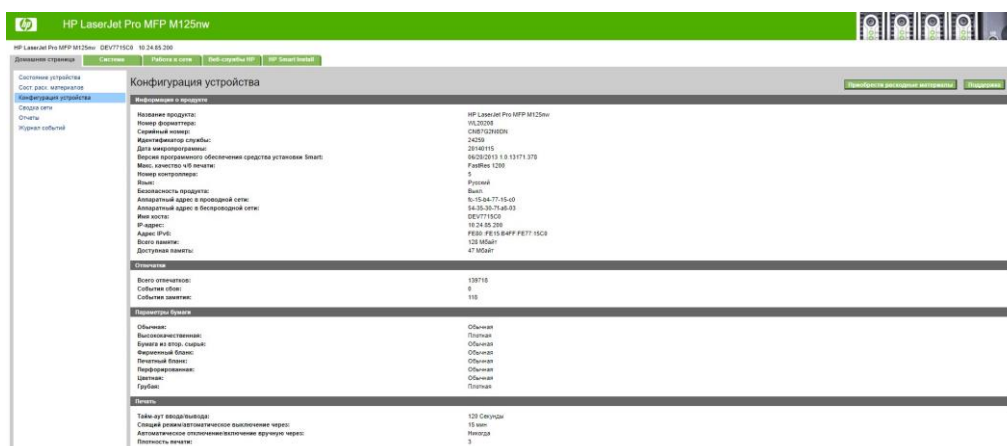 hp HP LaserJet Pro MFP M125nw
HP LaserJet Pro MFP M125nw DEV7715C0 10.24.85.200
Домашняя страница Система Работа в сети Веб-службы HP HP Smart Install
Состояние устройства
Сост. расх. материалов
Конфигурация устройства
Сводка сети
Отчеты
Журнал событий
Конфигурация устройства Приобрести расходные материалы Поддержка
Информация о продукте
Название продукта: HP LaserJet Pro MFP M125nw
Номер форматтера: WL20208
Серийный номер: CNB7G2N0DN
Идентификатор службы: 24259
Дата микропрограммы: 20140115
Версия программного обеспечения средства установки Smart: 06/20/2013 1.0.13171.378
Макс. качество ч/б печати: FastRes 1200
Номер контроллера: 5
Язык: Русский
Безопасность продукта: Выкл.
Аппаратный адрес в проводной сети: fc-15-b4-77-15-c0
Аппаратный адрес в беспроводной сети: 54-35-30-7f-a6-03
Имя хоста: DEV7715C0
IP-адрес: 10.24.85.200
Адрес IPv6: FE80::FE15:B4FF:FE77:15C0
Всего памяти: 128 Мбайт
Доступная память: 47 Мбайт
Отпечатки
Всего отпечатков: 139718
События сбоя: 0
События замятия: 118
Параметры бумаги
Обычная: Обычная
Высококачественная: Плотная
Бумага из втор. сырья: Обычная
Фирменный бланк: Обычная
Печатный бланк: Обычная
Перфорированная: Обычная
Цветная: Обычная
Грубая: Плотная
Печать
Тайм-аут ввода/вывода: 120 Секунды
Спящий режим/автоматическое выключение через: 15 мин
Автоматическое отключение/включение вручную через: Никогда
Плотность печати: 3